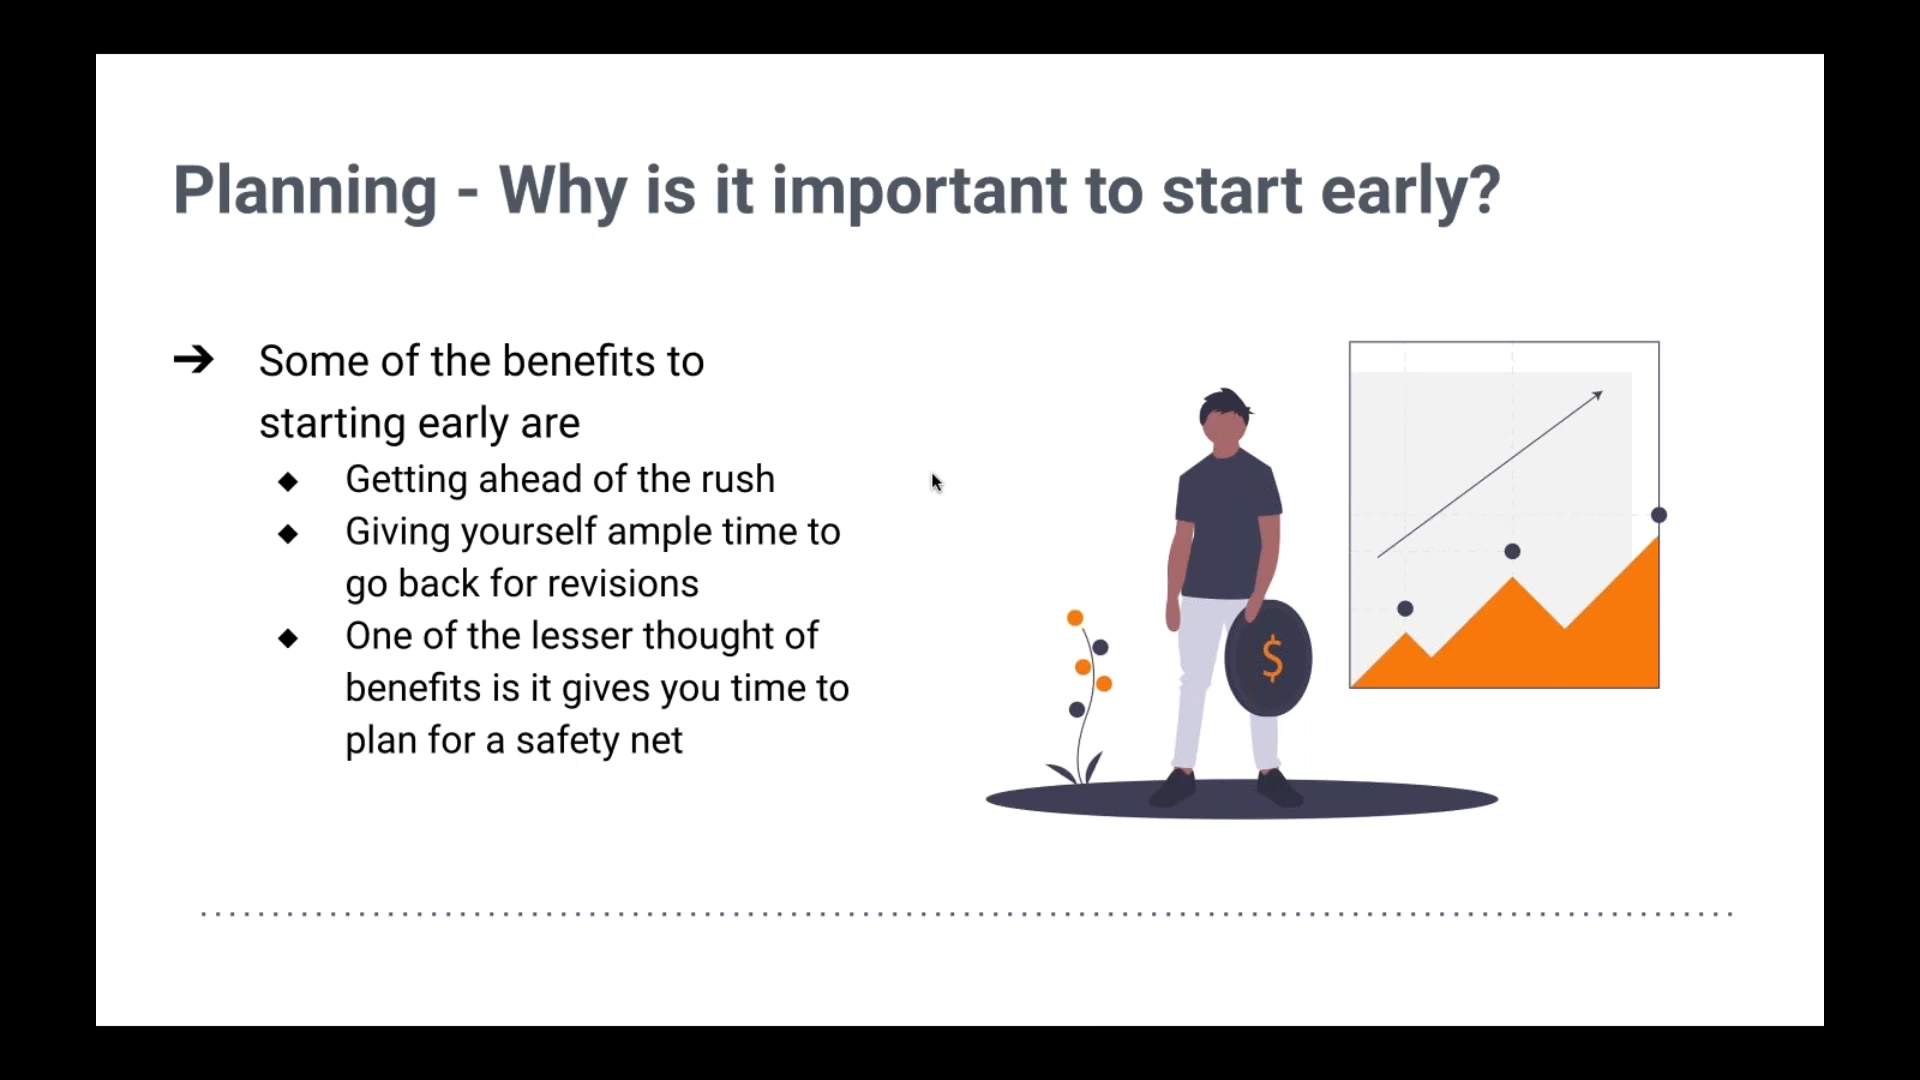 Planning - Why is it important to start early?
➔ Some of the benefits to
starting early are
◆ Getting ahead of the rush
◆ Giving yourself ample time to
go back for revisions
◆ One of the lesser thought of
benefits is it gives you time to
plan for a safety net
$